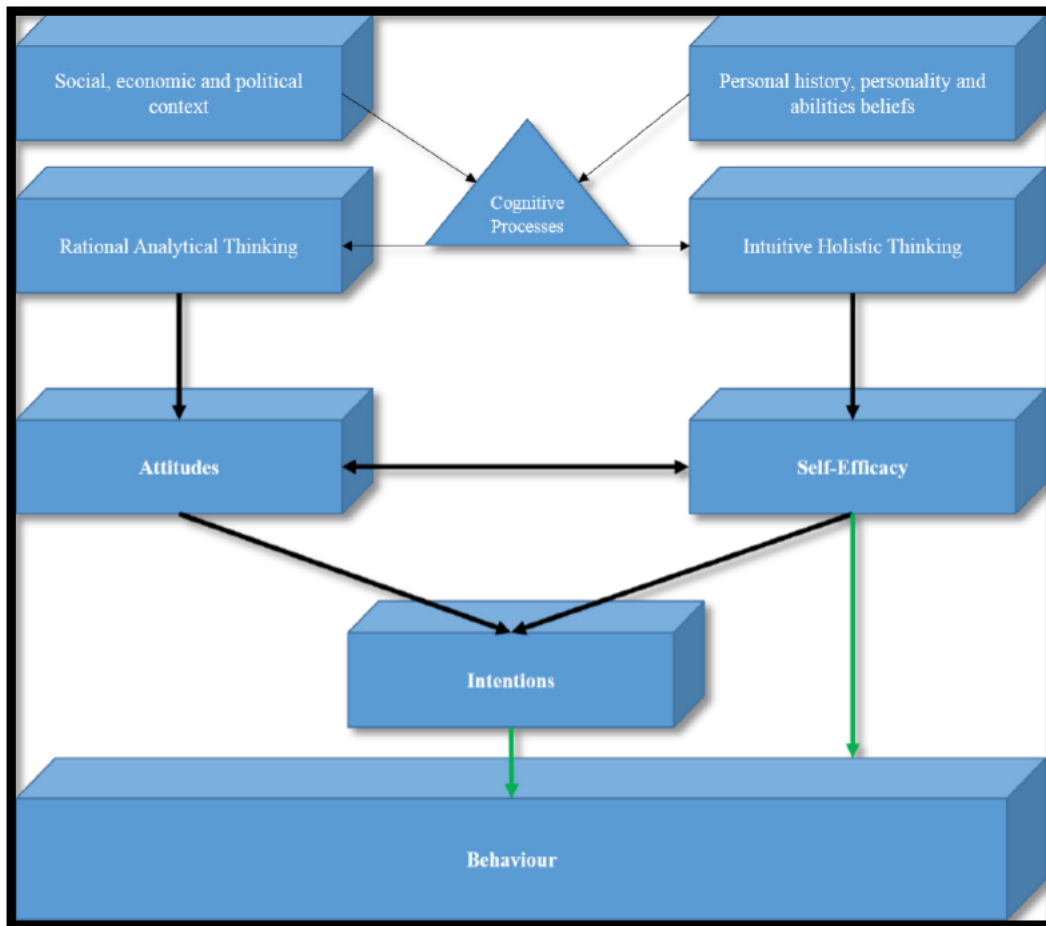 Social, economic and political
context
Personal history, personality and
abilities beliefs
Cognitive
Processes
Rational Analytical Thinking
Intuitive Holistic Thinking
Attitudes
Self-Efficacy
Intentions
Behaviour